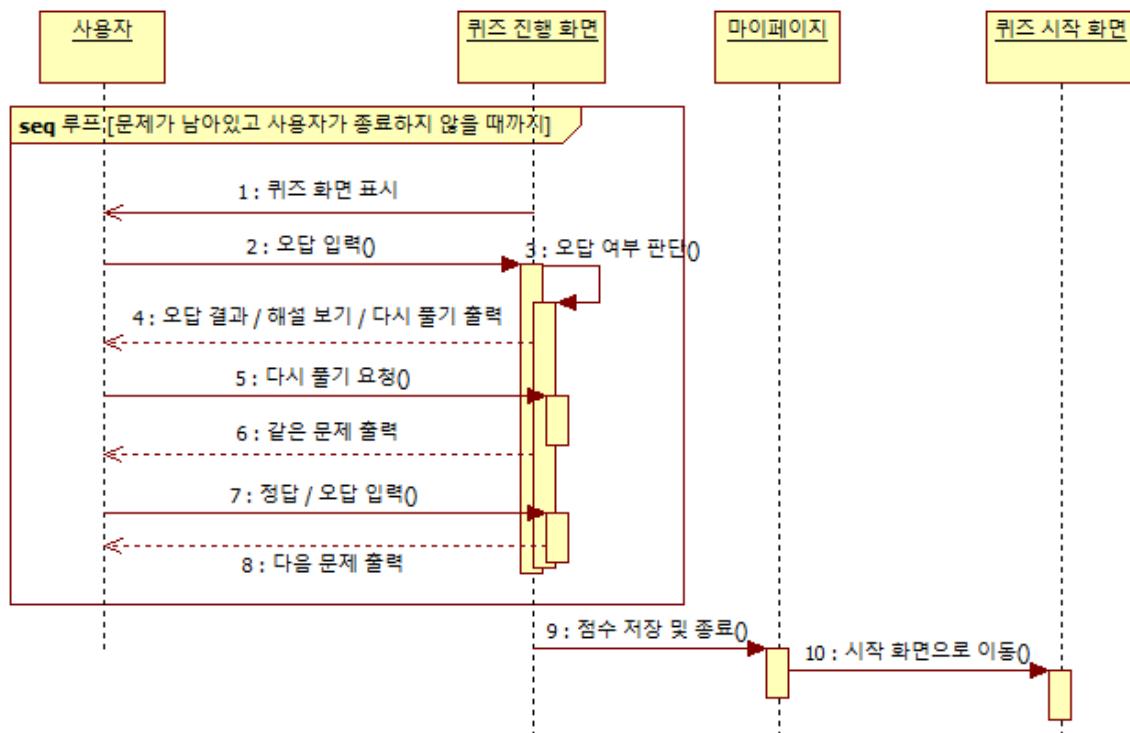 사용자
퀴즈 진행 화면
마이페이지
퀴즈 시작 화면
seq 루프 [문제가 남아있고 사용자가 종료하지 않을 때까지]
1 : 퀴즈 화면 표시
2 : 오답 입력()
3 : 오답 여부 판단()
4 : 오답 결과 / 해설 보기 / 다시 풀기 출력
5 : 다시 풀기 요청()
6 : 같은 문제 출력
7 : 정답 / 오답 입력()
8 : 다음 문제 출력
9 : 점수 저장 및 종료()
10 : 시작 화면으로 이동()